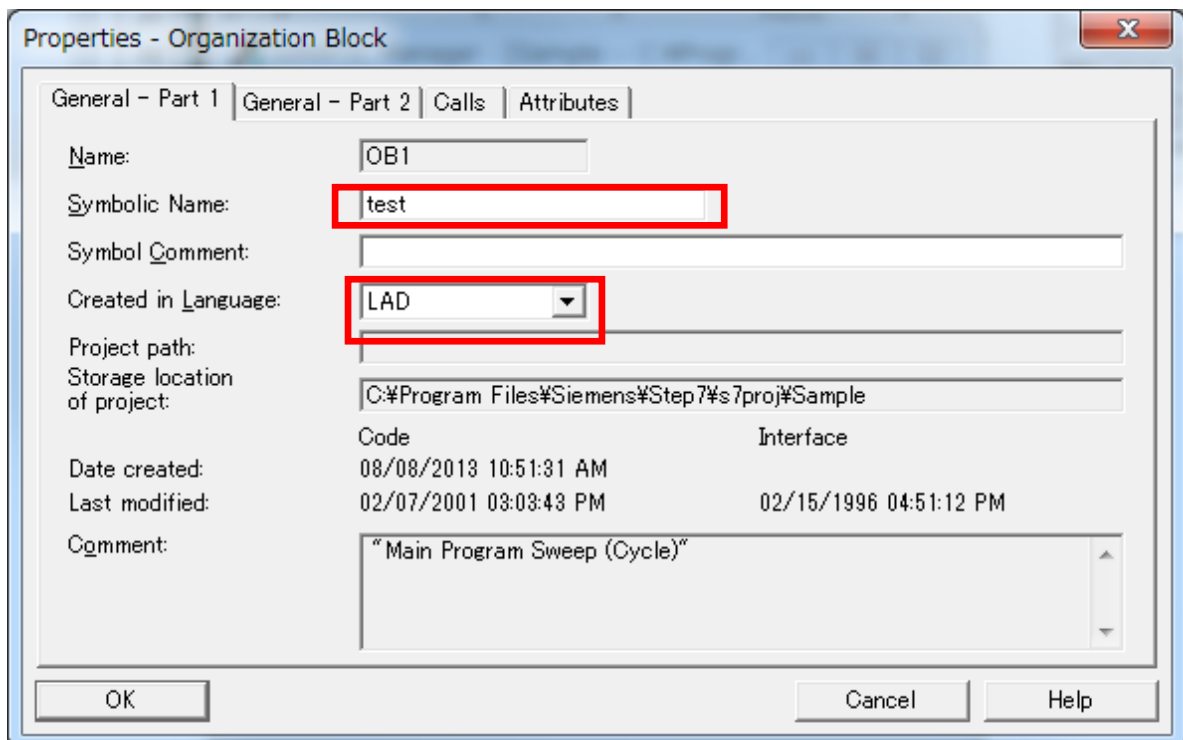 Properties - Organization Block
General - Part 1 General - Part 2 Calls Attributes
Name: OB1
Symbolic Name: test
Symbol Comment:
Created in Language: LAD
Project path:
Storage location
of project: C:¥Program Files¥Siemens¥Step7¥s7proj¥Sample
Code Interface
Date created: 08/08/2013 10:51:31 AM
Last modified: 02/07/2001 03:03:43 PM 02/15/1996 04:51:12 PM
Comment: "Main Program Sweep (Cycle)"
OK Cancel Help